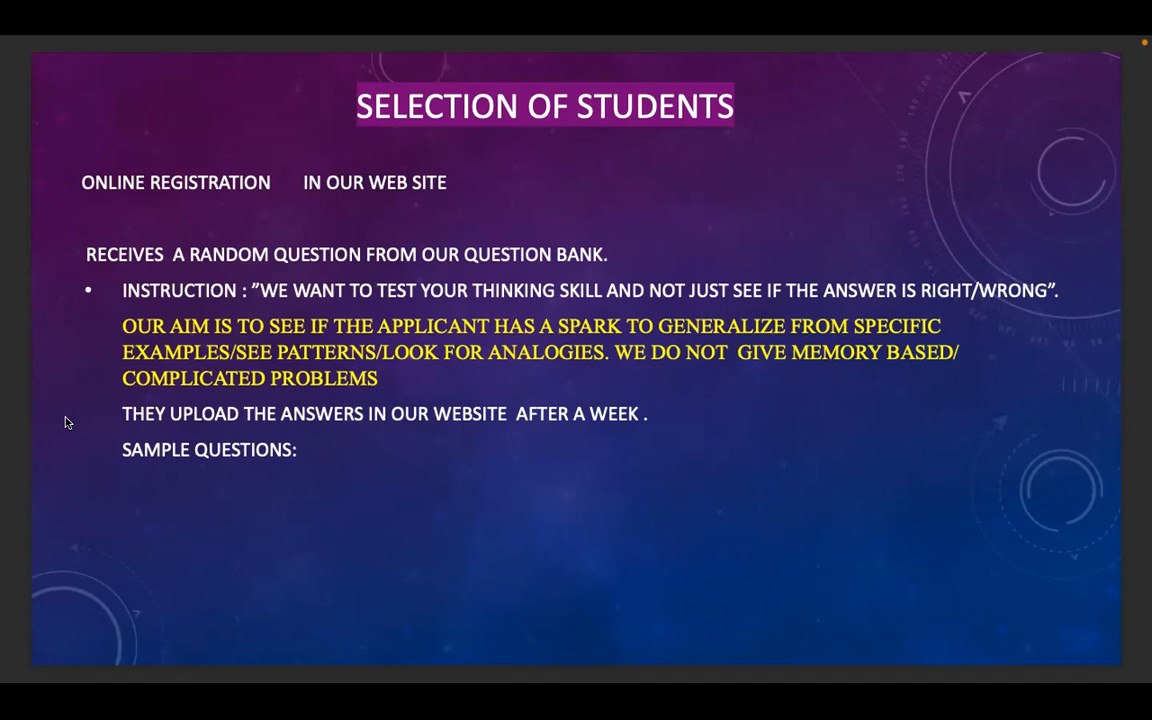 SELECTION OF STUDENTS
ONLINE REGISTRATION IN OUR WEB SITE
RECEIVES A RANDOM QUESTION FROM OUR QUESTION BANK.
• INSTRUCTION : ”WE WANT TO TEST YOUR THINKING SKILL AND NOT JUST SEE IF THE ANSWER IS RIGHT/WRONG”.
OUR AIM IS TO SEE IF THE APPLICANT HAS A SPARK TO GENERALIZE FROM SPECIFIC
EXAMPLES/SEE PATTERNS/LOOK FOR ANALOGIES. WE DO NOT GIVE MEMORY BASED/
COMPLICATED PROBLEMS
THEY UPLOAD THE ANSWERS IN OUR WEBSITE AFTER A WEEK .
SAMPLE QUESTIONS: